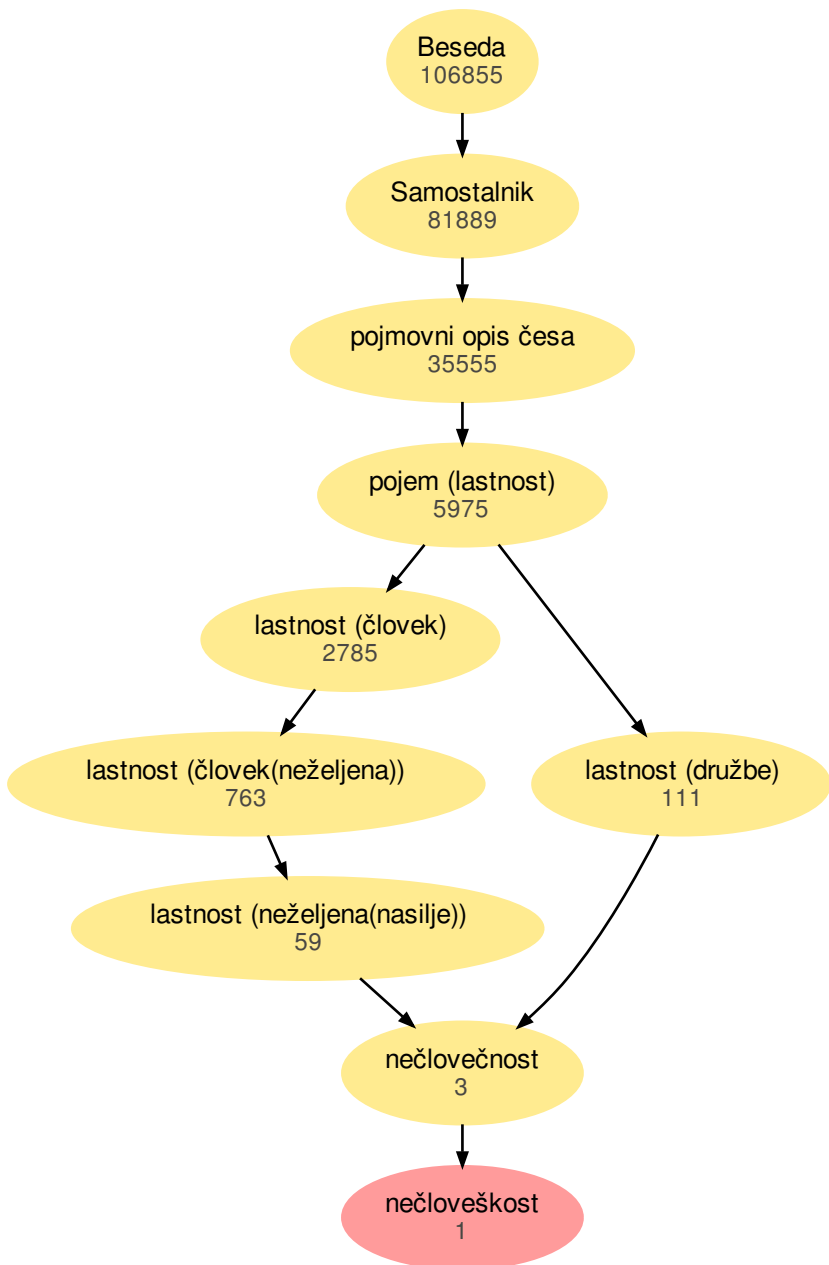 Beseda
106855
Samostalnik
81889
pojmovni opis česa
35555
pojem (lastnost)
5975
lastnost (človek)
2785
lastnost (človek(neželjena))
763
lastnost (družbe)
111
lastnost (neželjena(nasilje))
59
nečlovečnost
3
nečloveškost
1